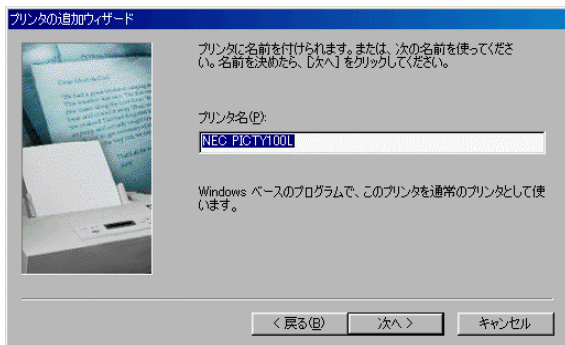 プリンタの追加ウィザード
プリンタに名前を付けられます。または、次の名前を使ってくださ
い。名前を決めたら、[次へ] をクリックしてください。
プリンタ名(P):
NEC PICTY100L
Windows ベースのプログラムで、このプリンタを通常のプリンタとして使
います。
< 戻る(B)
次へ >
キャンセル